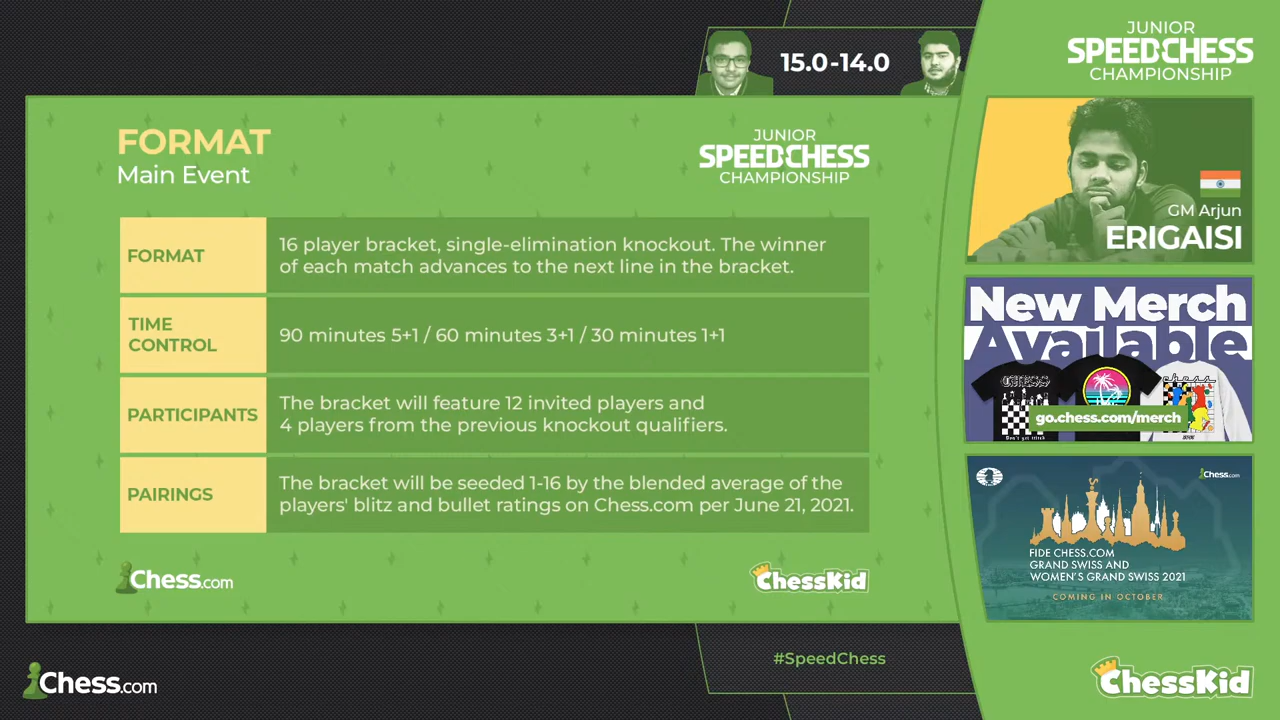 15.0-14.0
JUNIOR
SPEEDCHESS
CHAMPIONSHIP
FORMAT
Main Event
JUNIOR
SPEEDCHESS
CHAMPIONSHIP
FORMAT
16 player bracket, single-elimination knockout. The winner
of each match advances to the next line in the bracket.
TIME
CONTROL
90 minutes 5+1 / 60 minutes 3+1 / 30 minutes 1+1
PARTICIPANTS
The bracket will feature 12 invited players and
4 players from the previous knockout qualifiers.
PAIRINGS
The bracket will be seeded 1-16 by the blended average of the
players' blitz and bullet ratings on Chess.com per June 21, 2021.
Chess.com
ChessKid
GM Arjun
ERIGAISI
New Merch
Available
chess
go.chess.com/merch
Chess.com
FIDE CHESS.COM
GRAND SWISS AND
WOMEN'S GRAND SWISS 2021
COMING IN OCTOBER
#SpeedChess
Chess.com
ChessKid